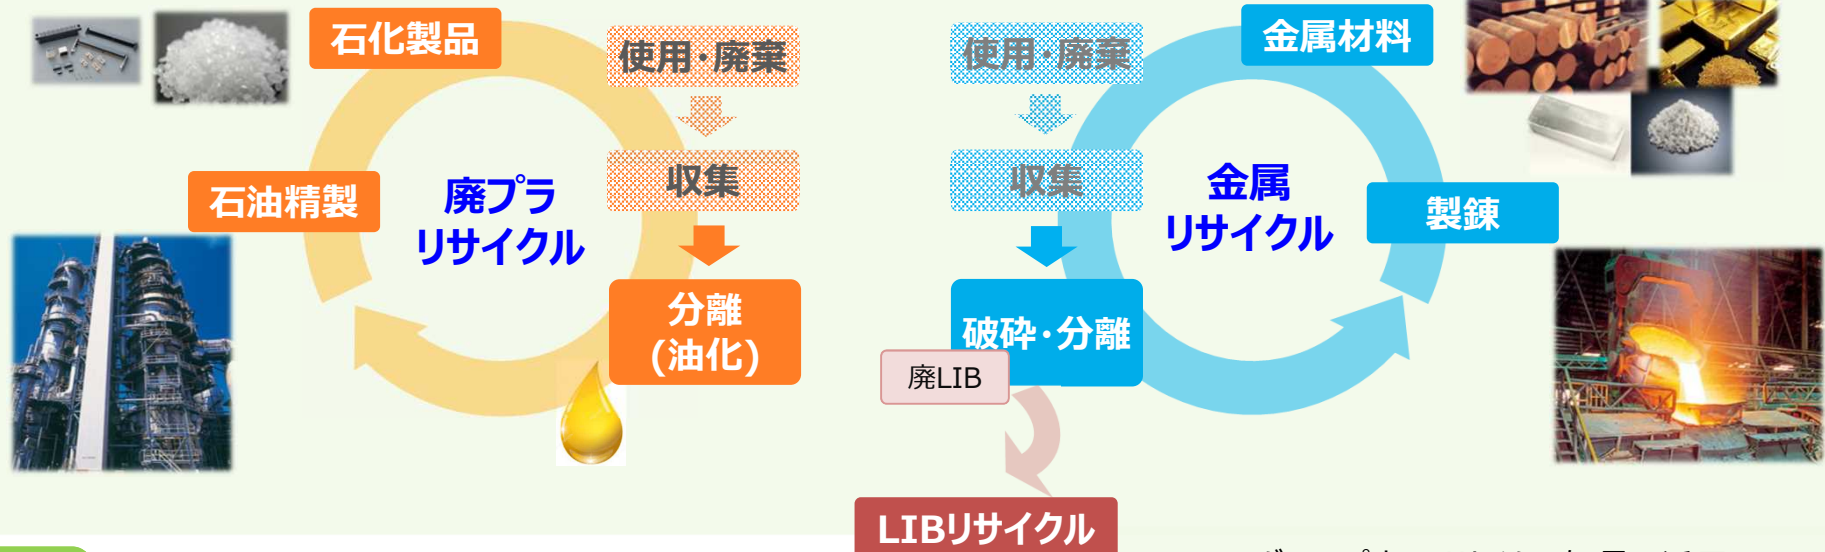 石化製品
使用・廃棄
収集
石油精製
廃プラ
リサイクル
分離
(油化)
使用・廃棄
金属材料
収集
金属
リサイクル
製錬
破砕・分離
廃LIB
LIBリサイクル